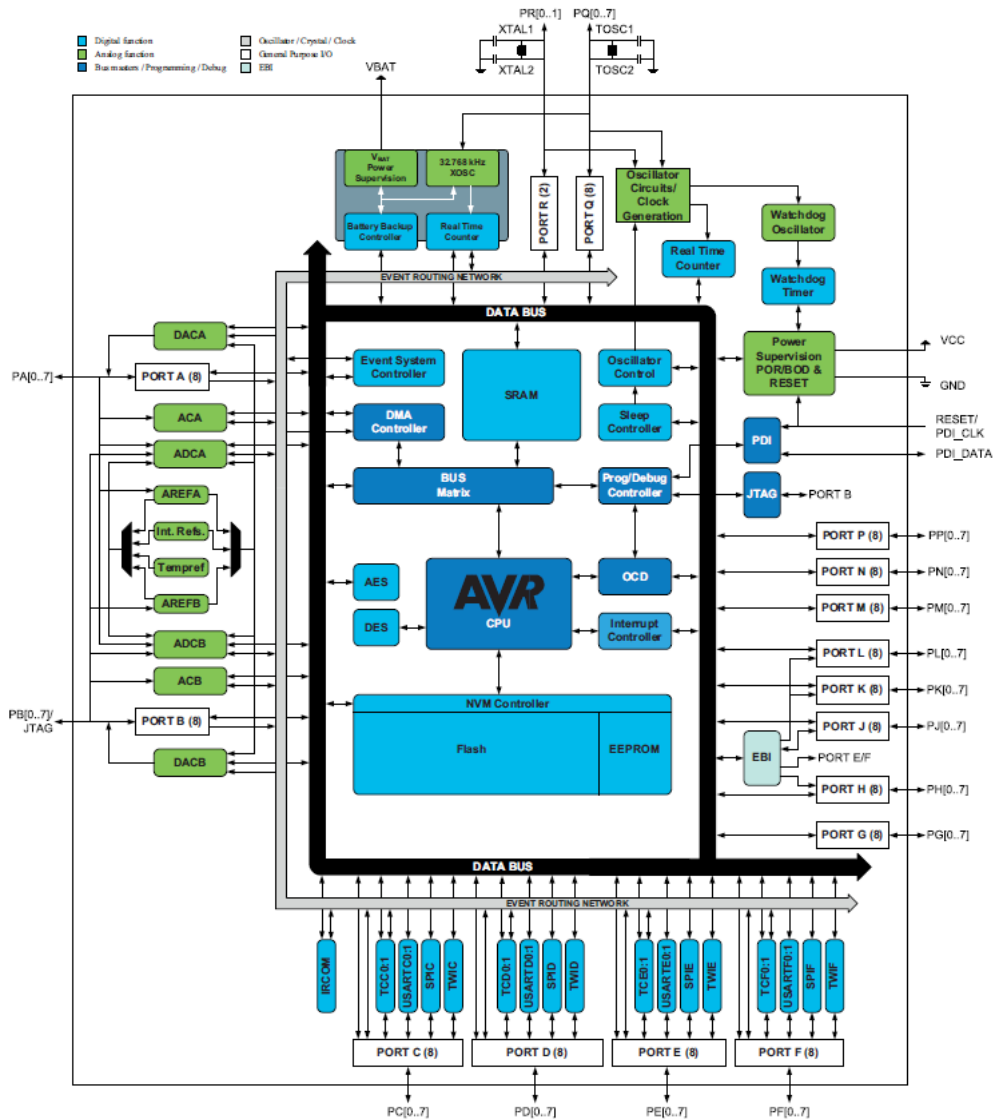 PR[0..1]
PQ[0..7]
XTAL1
TOSC1
XTAL2
TOSC2
Digital function
Analog function
Bus masters / Programming / Debug
Oscillator / Crystal / Clock
General Purpose I/O
EBI
VBAT
VBAT
Power
Supervision
32.768 kHz
XOSC
Battery Backup
Controller
Real Time
Counter
PORT R (2)
PORT Q (8)
Oscillator
Circuits/
Clock
Generation
Real Time
Counter
Watchdog
Oscillator
Watchdog
Timer
EVENT ROUTING NETWORK
DATA BUS
DACA
PA[0..7]
PORT A (8)
ACA
ADCA
AREFA
Int. Refs.
Tempref
AREFB
ADCB
ACB
PB[0..7]/
JTAG
PORT B (8)
DACB
Event System
Controller
DMA
Controller
SRAM
Oscillator
Control
Sleep
Controller
BUS
Matrix
Prog/Debug
Controller
AES
DES
AVR
CPU
OCD
Interrupt
Controller
NVM Controller
Flash
EEPROM
Power
Supervision
POR/BOD &
RESET
VCC
GND
RESET/
PDI_CLK
PDI
PDI_DATA
JTAG
PORT B
PORT P (8)
PP[0..7]
PORT N (8)
PN[0..7]
PORT M (8)
PM[0..7]
PORT L (8)
PL[0..7]
PORT K (8)
PK[0..7]
PORT J (8)
PJ[0..7]
EBI
PORT E/F
PORT H (8)
PH[0..7]
PORT G (8)
PG[0..7]
DATA BUS
EVENT ROUTING NETWORK
IRCOM
TCC0:1
USARTC0:1
SPIC
TWIC
TCD0:1
USARTD0:1
SPID
TWID
TCE0:1
USARTE0:1
SPIE
TWIE
TCF0:1
USARTF0:1
SPIF
TWIF
PORT C (8)
PORT D (8)
PORT E (8)
PORT F (8)
PC[0..7]
PD[0..7]
PE[0..7]
PF[0..7]